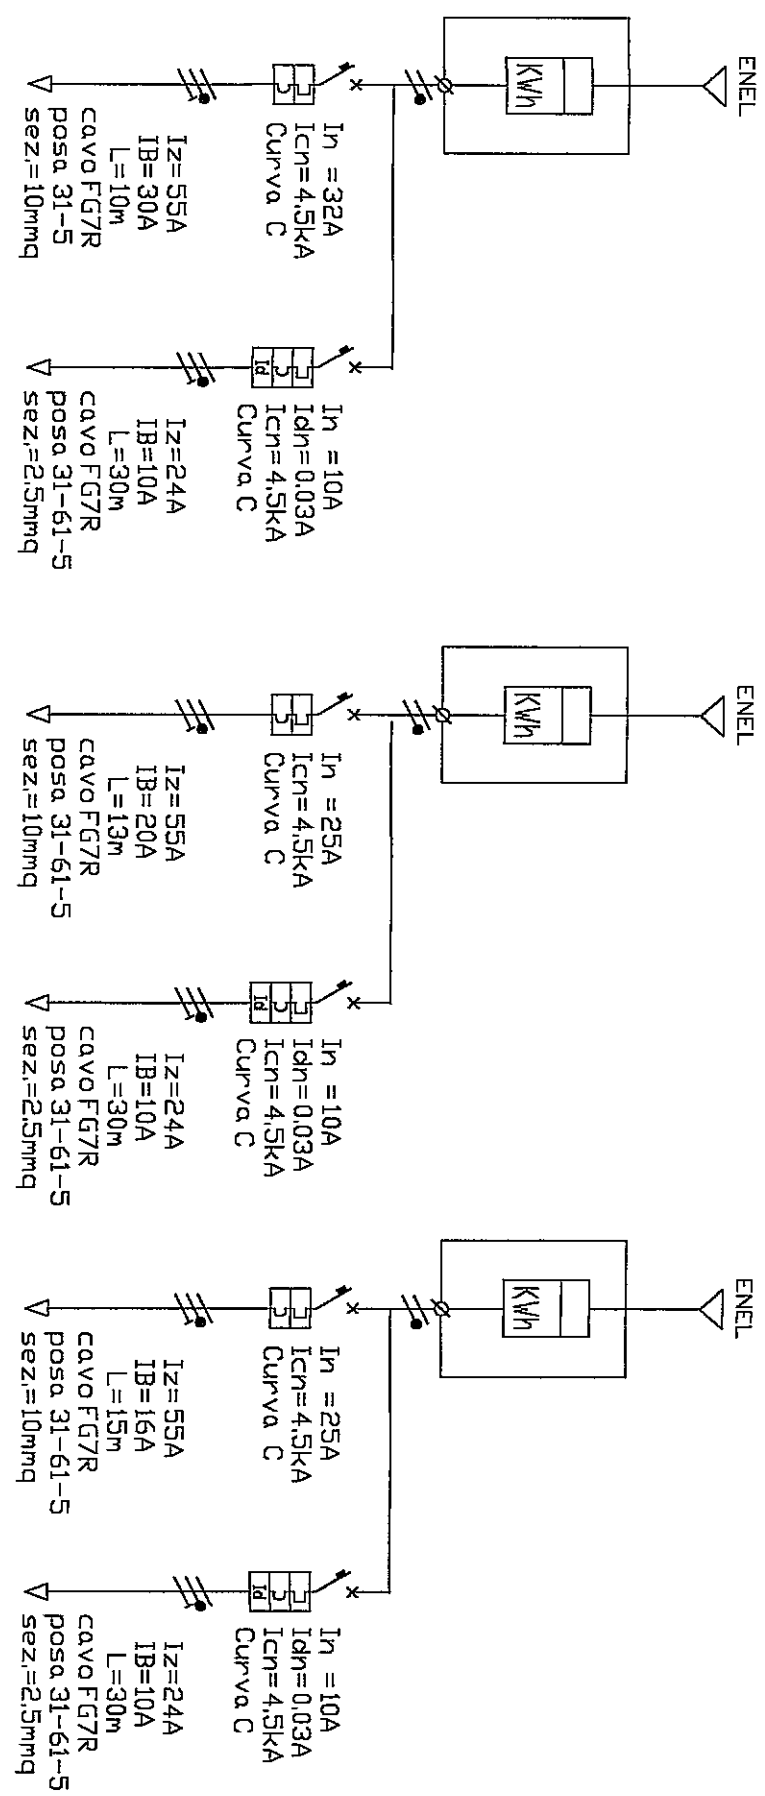 ENEL
KWh
In =32A
Icn=4.5kA
Curva C
Iz=55A
IB=30A
L=10m
cavo FG7R
posa 31-5
sez.=10mmq
In =10A
Idn=0.03A
Icn=4.5kA
Curva C
Id
Iz=24A
IB=10A
L=30m
cavo FG7R
posa 31-61-5
sez.=2.5mmq
ENEL
KWh
In =25A
Icn=4.5kA
Curva C
Iz=55A
IB=20A
L=13m
cavo FG7R
posa 31-61-5
sez.=10mmq
In =10A
Idn=0.03A
Icn=4.5kA
Curva C
Id
Iz=24A
IB=10A
L=30m
cavo FG7R
posa 31-61-5
sez.=2.5mmq
ENEL
KWh
In =25A
Icn=4.5kA
Curva C
Iz=55A
IB=16A
L=15m
cavo FG7R
posa 31-61-5
sez.=10mmq
In =10A
Idn=0.03A
Icn=4.5kA
Curva C
Id
Iz=24A
IB=10A
L=30m
cavo FG7R
posa 31-61-5
sez.=2.5mmq